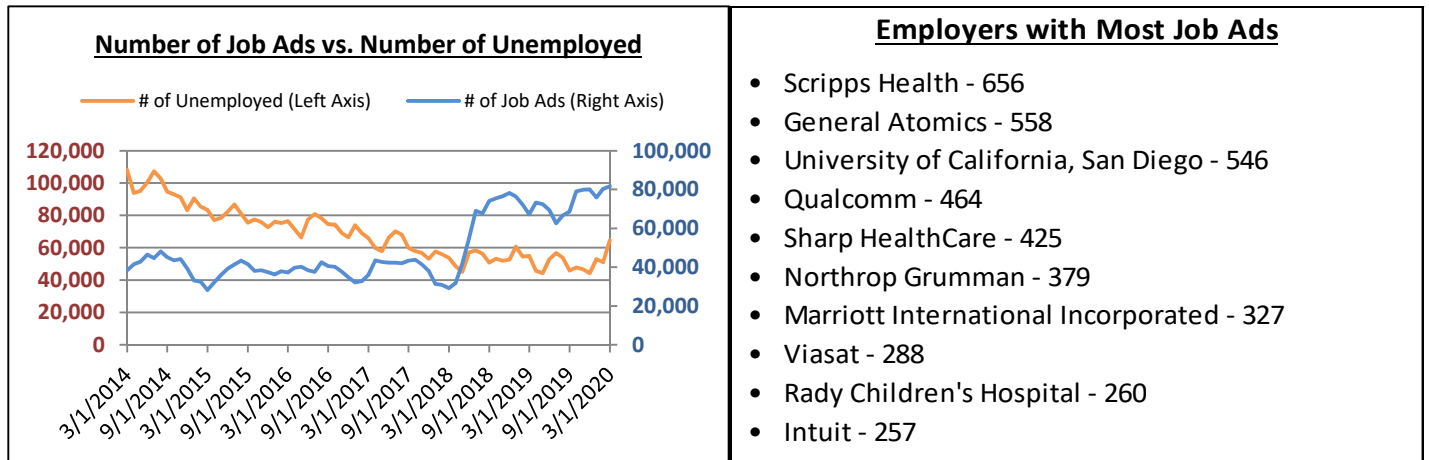 Number of Job Ads vs. Number of Unemployed
# of Unemployed (Left Axis) # of Job Ads (Right Axis)
120,000
100,000
80,000
60,000
40,000
20,000
0
100,000
80,000
60,000
40,000
20,000
0
3/1/2014
9/1/2014
3/1/2015
9/1/2015
3/1/2016
9/1/2016
3/1/2017
9/1/2017
3/1/2018
9/1/2018
3/1/2019
9/1/2019
3/1/2020
Employers with Most Job Ads
• Scripps Health - 656
• General Atomics - 558
• University of California, San Diego - 546
• Qualcomm - 464
• Sharp HealthCare - 425
• Northrop Grumman - 379
• Marriott International Incorporated - 327
• Viasat - 288
• Rady Children's Hospital - 260
• Intuit - 257